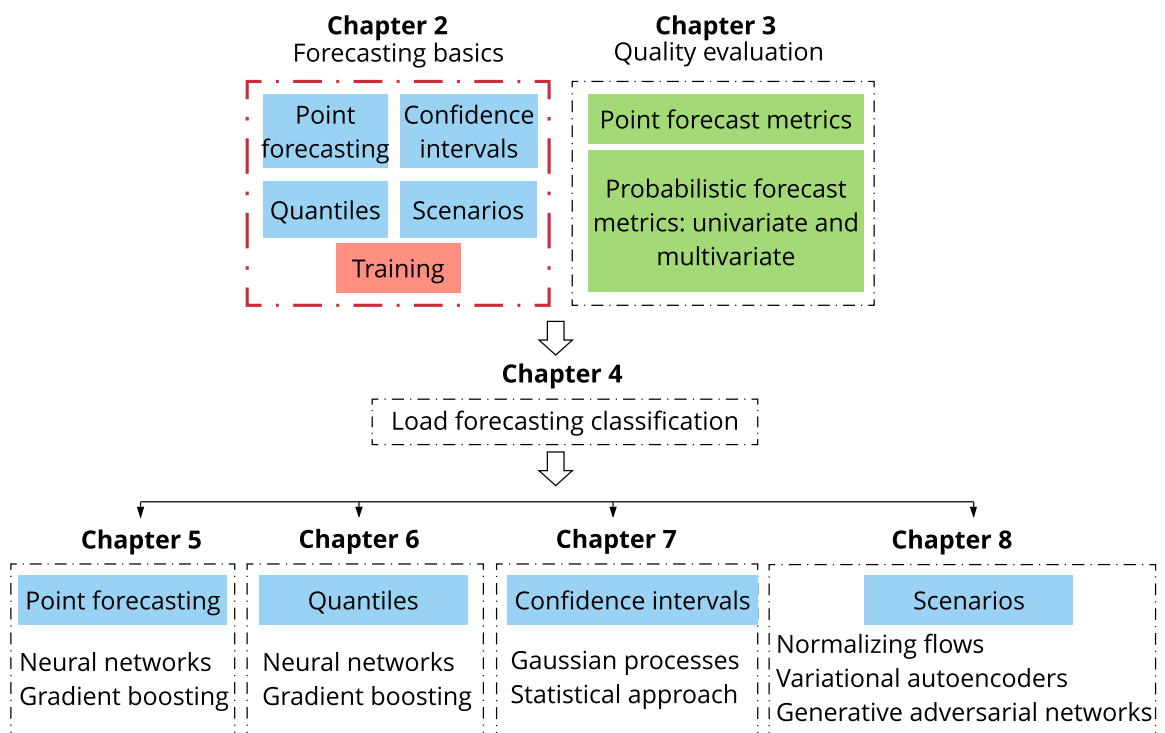 Chapter 2
Forecasting basics
Point
forecasting
Confidence
intervals
Quantiles
Scenarios
Training
Chapter 3
Quality evaluation
Point forecast metrics
Probabilistic forecast
metrics: univariate and
multivariate
Chapter 4
Load forecasting classification
Chapter 5
Point forecasting
Neural networks
Gradient boosting
Chapter 6
Quantiles
Neural networks
Gradient boosting
Chapter 7
Confidence intervals
Gaussian processes
Statistical approach
Chapter 8
Scenarios
Normalizing flows
Variational autoencoders
Generative adversarial networks